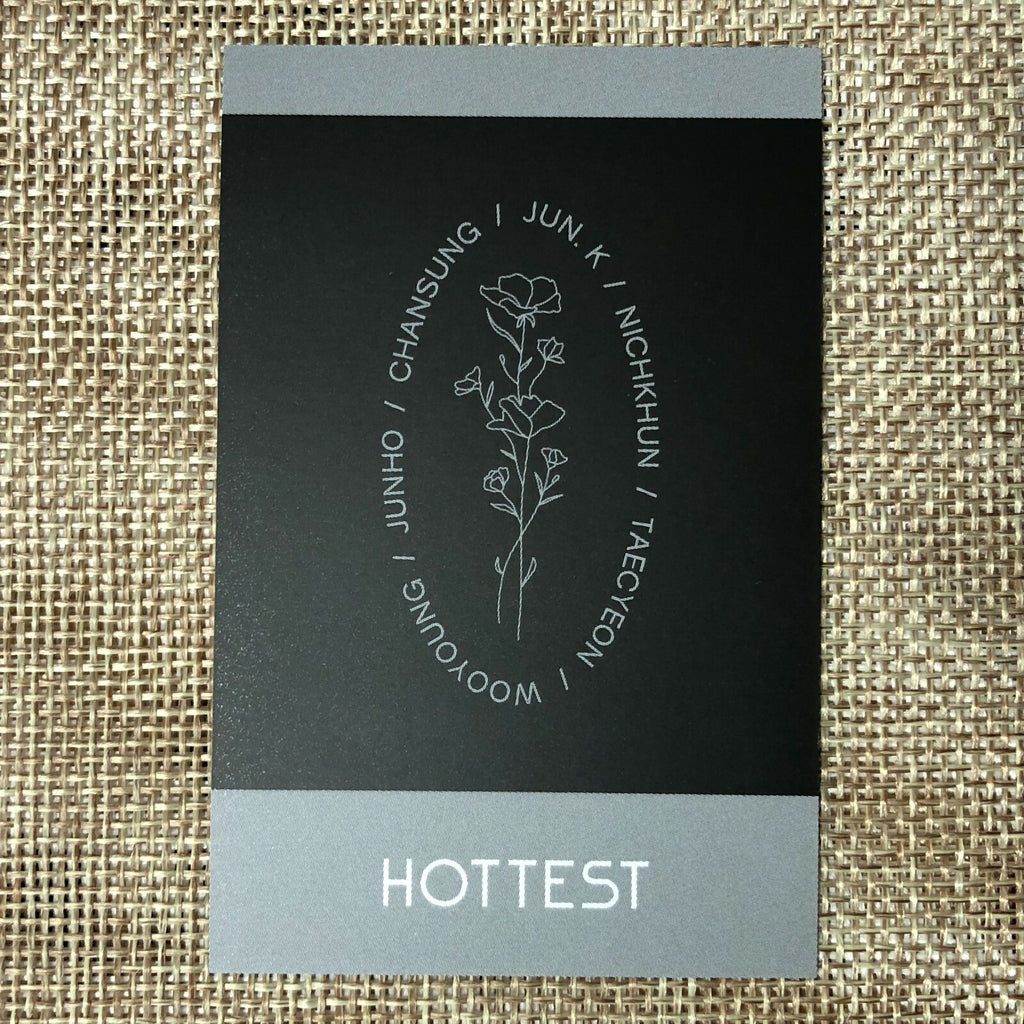 JUN. K / NICHKHUN / TAECYEON / WOOYOUNG / JUNHO / CHANSUNG /
HOTTEST